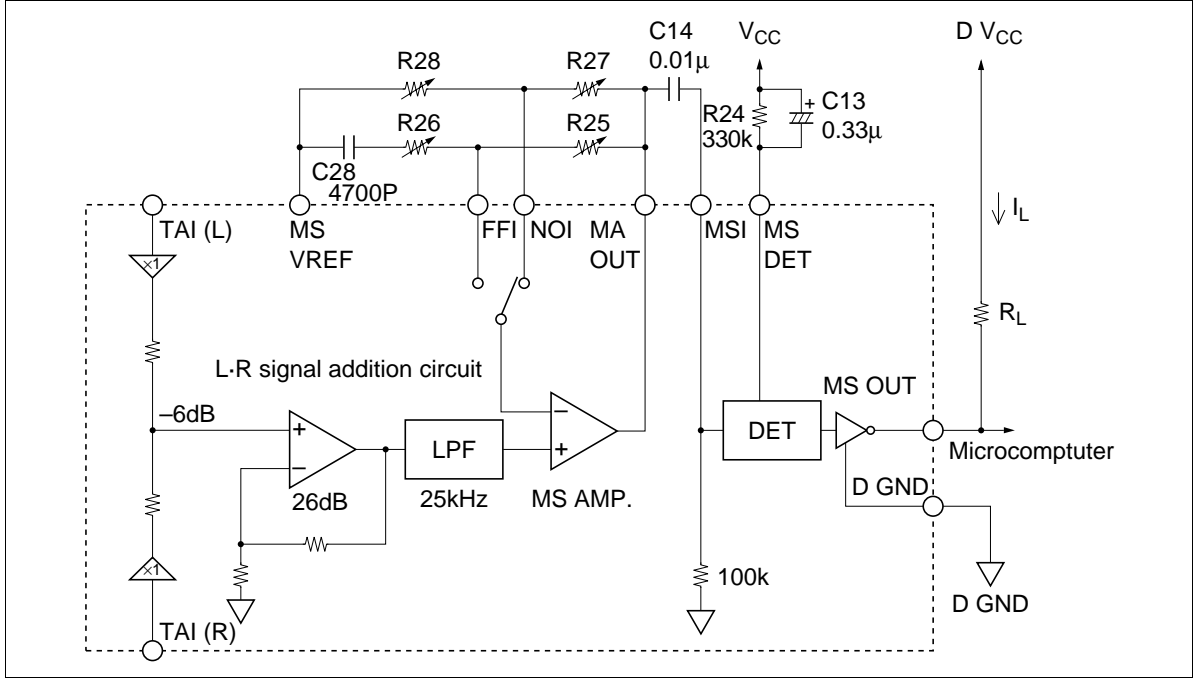 C14
0.01µ
VCC
D VCC
R28
R27
R24
330k
+
C13
0.33µ
R26
R25
C28
4700P
IL
TAI (L)
MS
VREF
FFI
NOI
MA
OUT
MSI
MS
DET
×1
RL
L·R signal addition circuit
MS OUT
–6dB
+
–
26dB
LPF
25kHz
–
+
MS AMP.
DET
Microcomptuter
D GND
×1
100k
D GND
TAI (R)